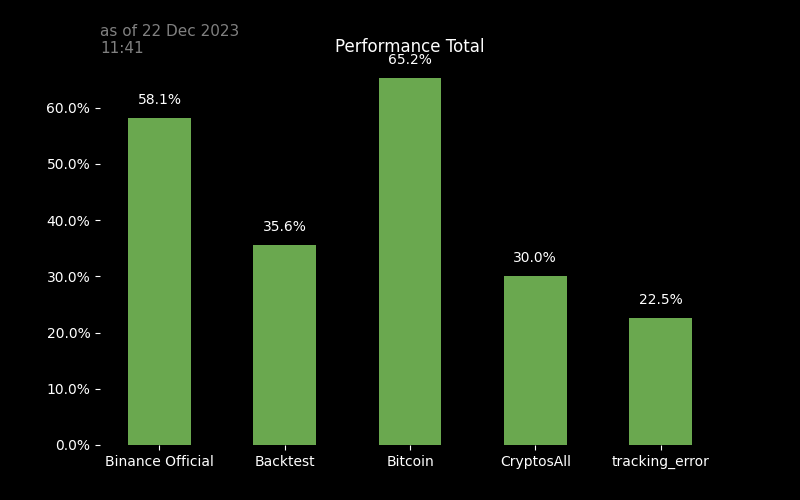 as of 22 Dec 2023
11:41
Performance Total
65.2%
58.1%
35.6%
30.0%
22.5%
60.0%
50.0%
40.0%
30.0%
20.0%
10.0%
0.0%
Binance Official
Backtest
Bitcoin
CryptosAll
tracking_error